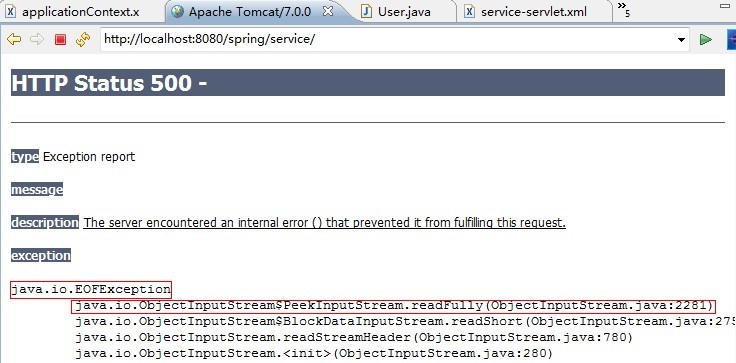 applicationContext.x
Apache Tomcat/7.0.0
User.java
service-servlet.xml
»5
http://localhost:8080/spring/service/
HTTP Status 500 -
type Exception report
message
description The server encountered an internal error () that prevented it from fulfilling this request.
exception
java.io.EOFException
java.io.ObjectInputStream$PeekInputStream.readFully(ObjectInputStream.java:2281)
java.io.ObjectInputStream$BlockDataInputStream.readShort(ObjectInputStream.java:275
java.io.ObjectInputStream.readStreamHeader(ObjectInputStream.java:780)
java.io.ObjectInputStream.<init>(ObjectInputStream.java:280)